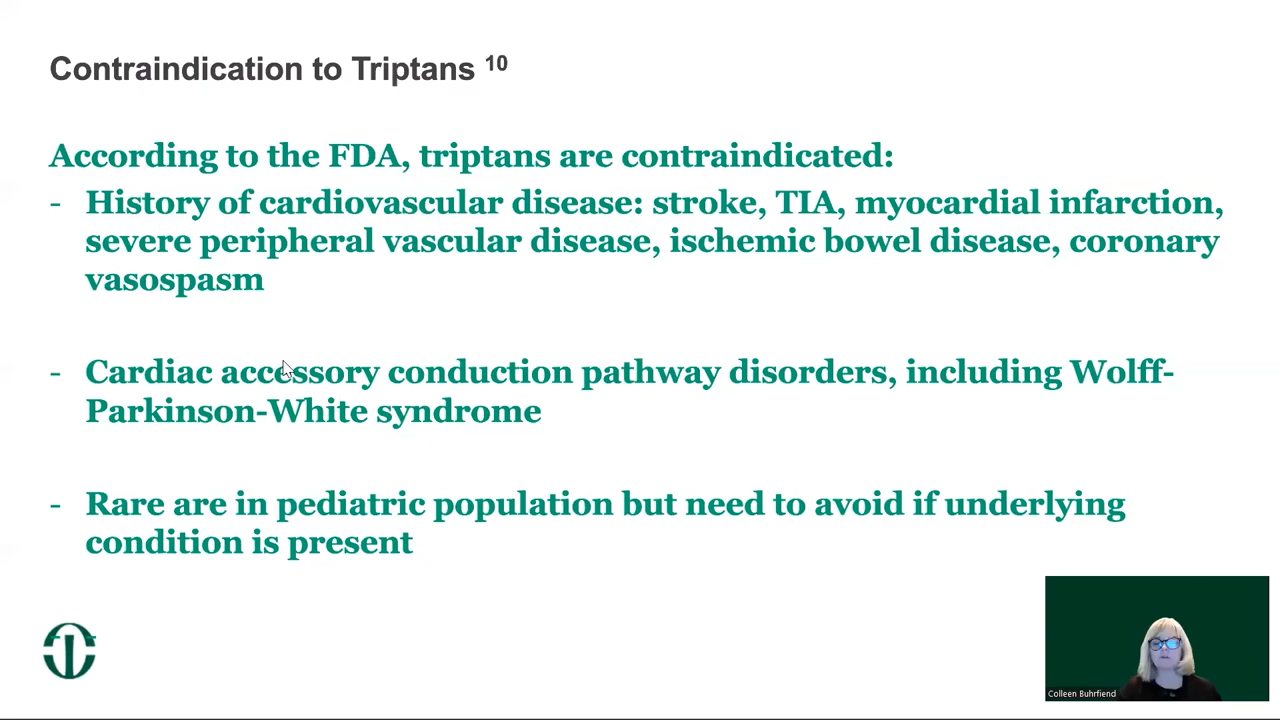 Contraindication to Triptans 10
According to the FDA, triptans are contraindicated:
- History of cardiovascular disease: stroke, TIA, myocardial infarction,
severe peripheral vascular disease, ischemic bowel disease, coronary
vasospasm
- Cardiac accessory conduction pathway disorders, including Wolff-
Parkinson-White syndrome
- Rare are in pediatric population but need to avoid if underlying
condition is present
Colleen Buhrfiend